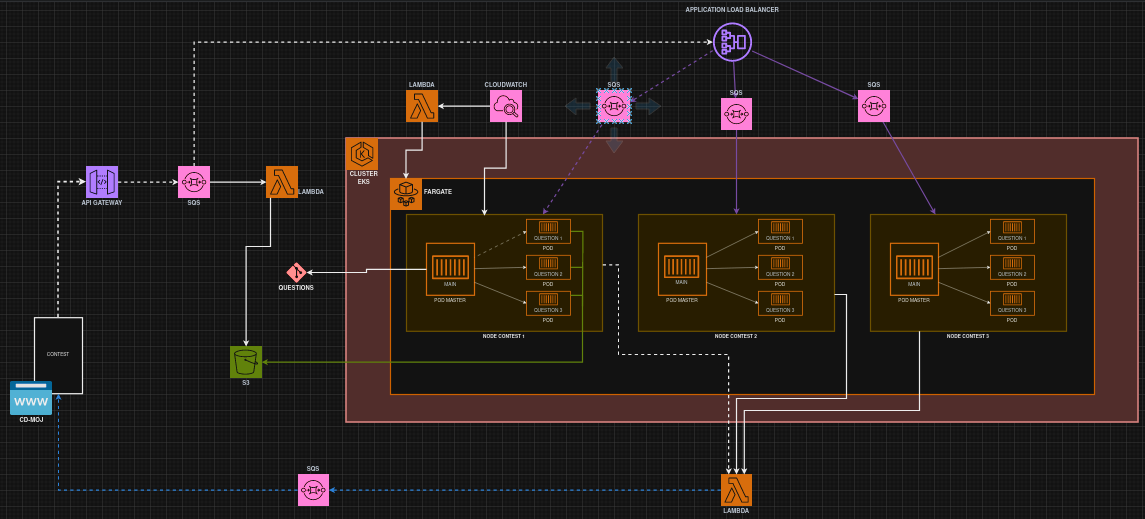 APPLICATION LOAD BALANCER
LAMBDA
CLOUDWATCH
SQS
SQS
SQS
CLUSTER
EKS
FARGATE
API GATEWAY
SQS
LAMBDA
QUESTION 1
POD
QUESTION 2
POD
QUESTION 3
POD
MAIN
POD MASTER
NODE CONTEST 1
QUESTION 1
POD
QUESTION 2
POD
QUESTION 3
POD
MAIN
POD MASTER
NODE CONTEST 2
QUESTION 1
POD
QUESTION 2
POD
QUESTION 3
POD
MAIN
POD MASTER
NODE CONTEST 3
QUESTIONS
CONTEST
S3
WWW
CD-MOJ
SQS
LAMBDA